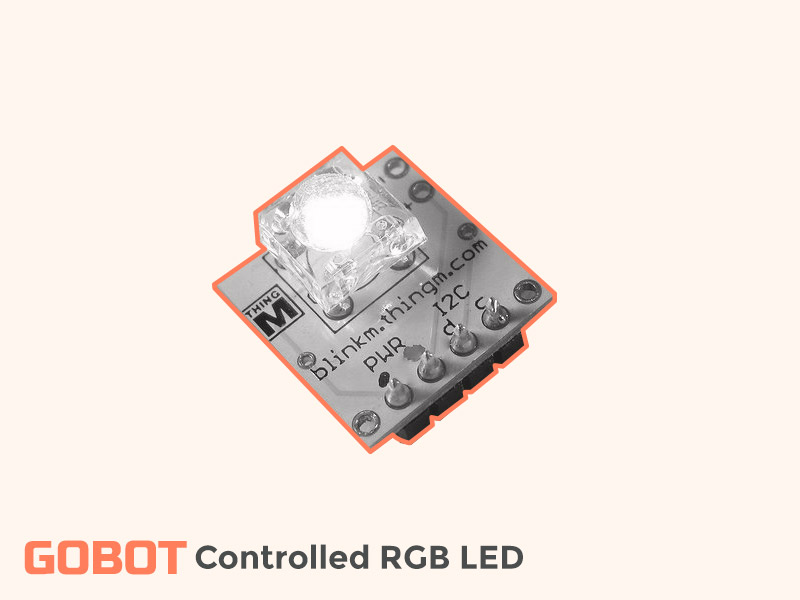 THING
M
blinkm.thingm.com
PWR
I2C
d c
- +
GOBOT Controlled RGB LED